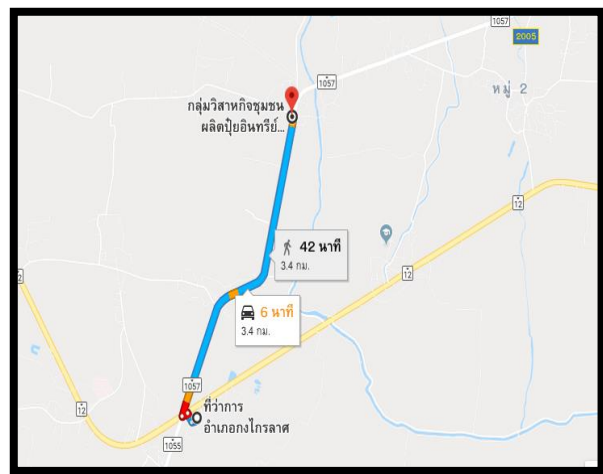 1057
2005
1057
หมู่ 2
กลุ่มวิสาหกิจชุมชน
ผลิตปุ๋ยอินทรีย์...
12
42 นาที
3.4 กม.
12
6 นาที
3.4 กม.
1057
12
ที่ว่าการ
อำเภอกงไกรลาศ
1055